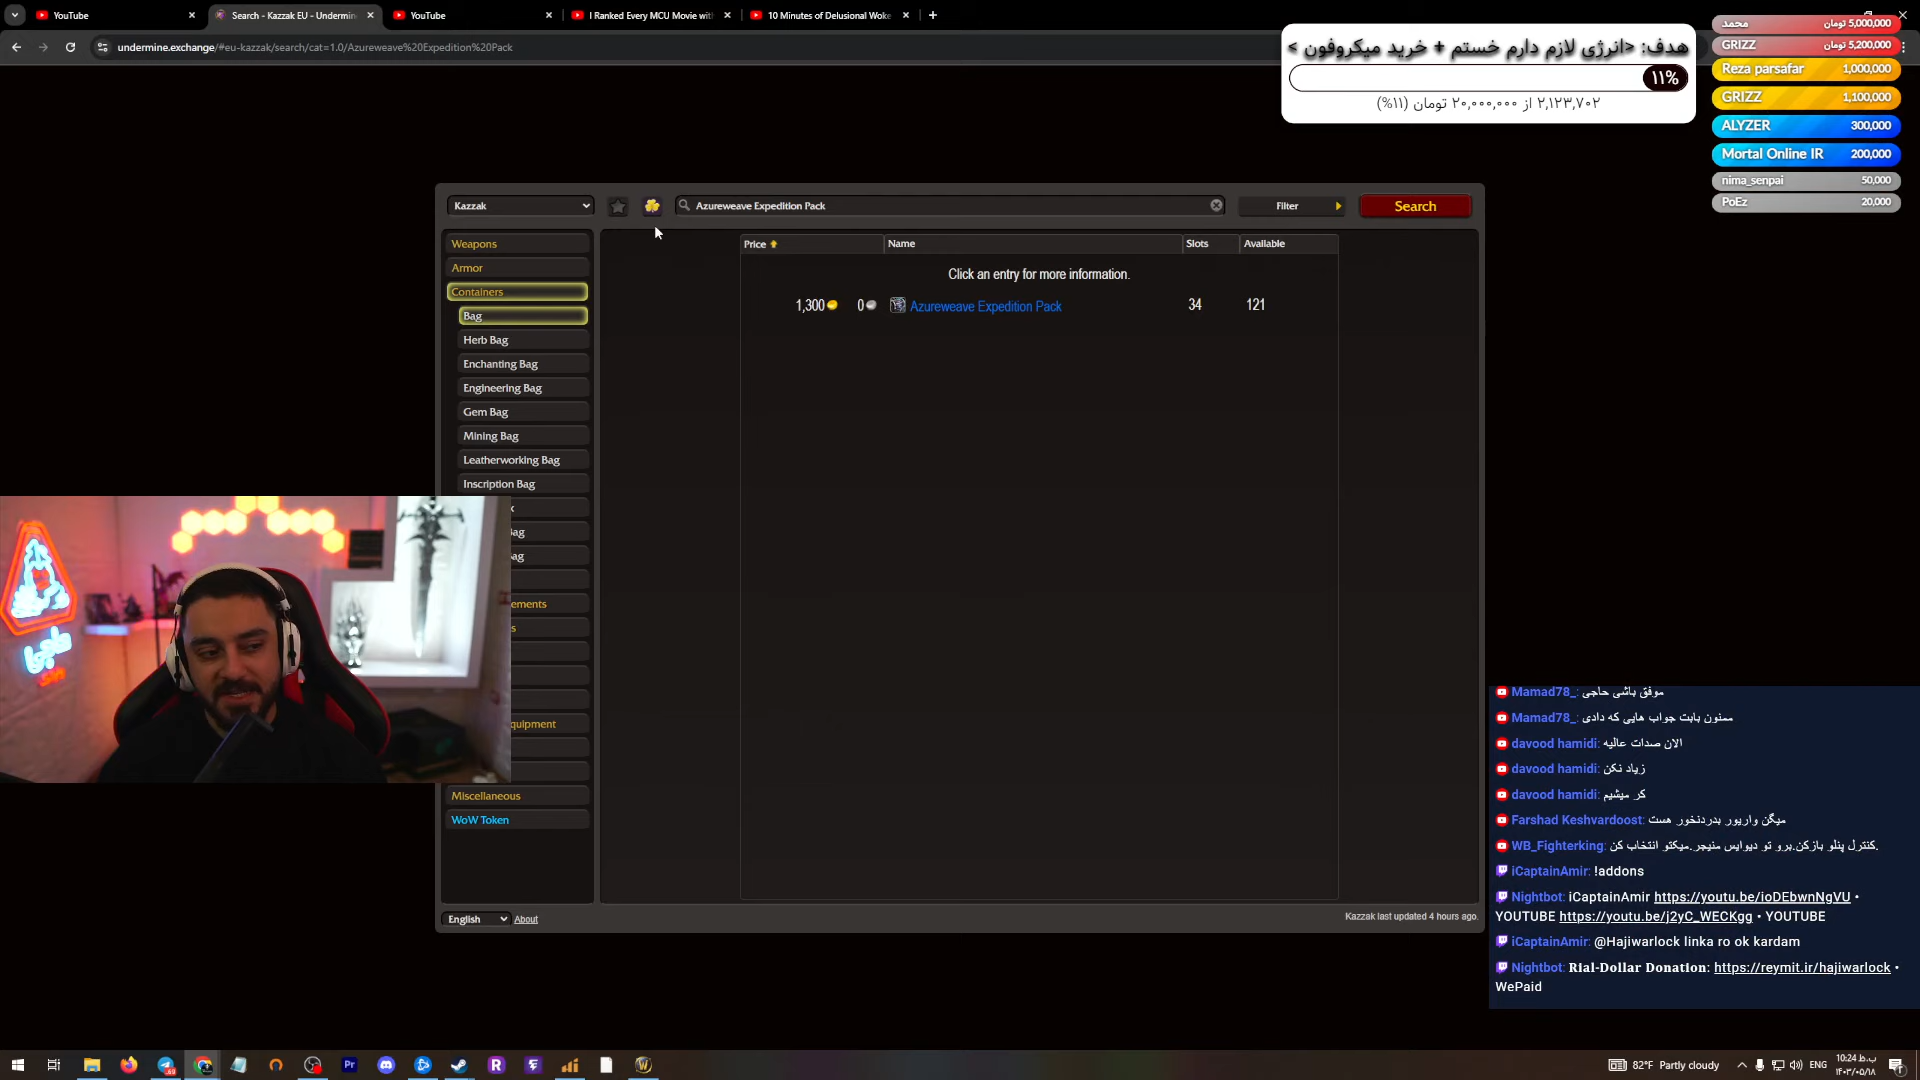 YouTube
Search - Kazzak EU - Undermin
YouTube
I Ranked Every MCU Movie wit
10 Minutes of Delusional Woke
undermine.exchange/#eu-kazzak/search/cat=1.0/Azureweave%20Expedition%20Pack
هدف: <انرژی لازم دارم خستم + خرید میکروفون >
۱۱%
۲,۱۲۳,۷۰۲ از ۲۰,۰۰۰,۰۰۰ تومان (۱۱%)
محمد 5,000,000 تومان
GRIZZ 5,200,000 تومان
Reza parsafar 1,000,000
GRIZZ 1,100,000
ALYZER 300,000
Mortal Online IR 200,000
nima_senpai 50,000
PoEz 20,000
Kazzak
Azureweave Expedition Pack
Filter
Search
Weapons
Armor
Containers
Bag
Herb Bag
Enchanting Bag
Engineering Bag
Gem Bag
Mining Bag
Leatherworking Bag
Inscription Bag
ements
quipment
Miscellaneous
WoW Token
Price Name Slots Available
Click an entry for more information.
1,300 0 Azureweave Expedition Pack 34 121
English About
Kazzak last updated 4 hours ago.
Mamad78_: موفق باشی حاجی
Mamad78_: ممنون بابت جواب هایی که دادی
davood hamidi: الان صدات عالیه
davood hamidi: زیاد نکن
davood hamidi: کر میشیم
Farshad Keshvardoost: میگن واریور بدردنخور هست
WB_Fighterking: کنترل پنلو بازکن.برو تو دیوایس منیجر.میکتو انتخاب کن.
iCaptainAmir: !addons
Nightbot: iCaptainAmir https://youtu.be/ioDEbwnNgVU •
YOUTUBE https://youtu.be/j2yC_WECKgg • YOUTUBE
iCaptainAmir: @Hajiwarlock linka ro ok kardam
Nightbot: Rial-Dollar Donation: https://reymit.ir/hajiwarlock •
WePaid
82°F Partly cloudy
ENG
10:24 ب.ظ
۱۴۰۳/۰۵/۱۸